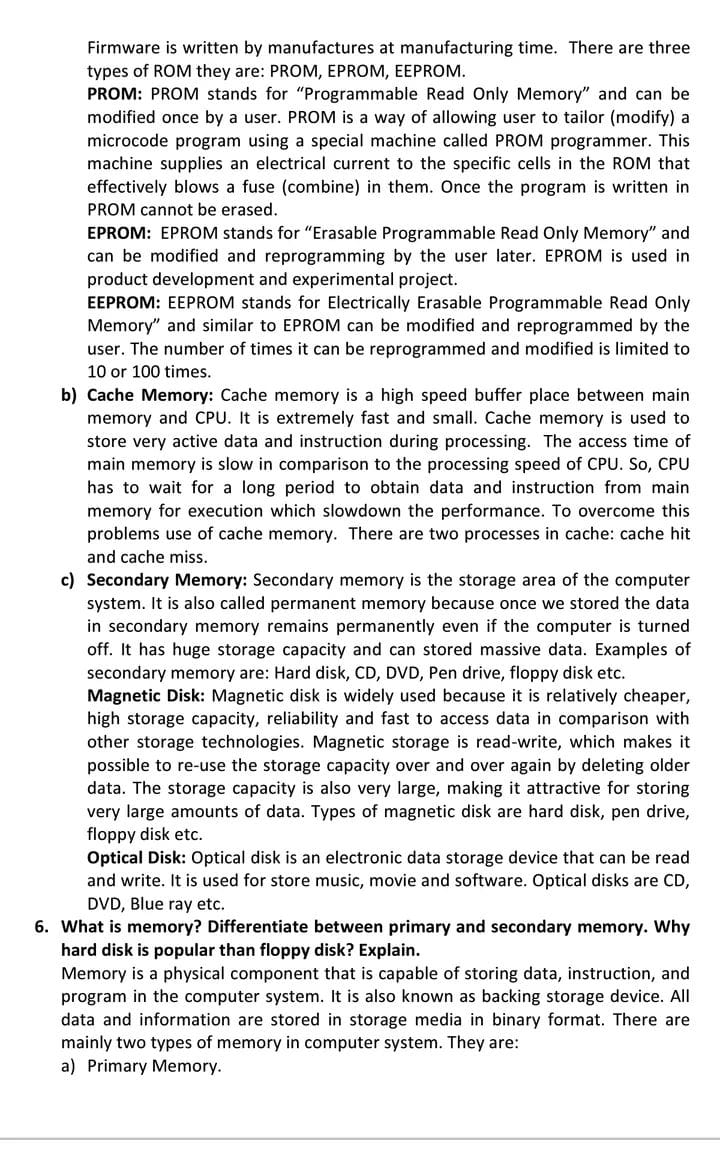 Firmware is written by manufactures at manufacturing time. There are three
types of ROM they are: PROM, EPROM, EEPROM.
PROM: PROM stands for “Programmable Read Only Memory” and can be
modified once by a user. PROM is a way of allowing user to tailor (modify) a
microcode program using a special machine called PROM programmer. This
machine supplies an electrical current to the specific cells in the ROM that
effectively blows a fuse (combine) in them. Once the program is written in
PROM cannot be erased.
EPROM: EPROM stands for “Erasable Programmable Read Only Memory” and
can be modified and reprogramming by the user later. EPROM is used in
product development and experimental project.
EEPROM: EEPROM stands for Electrically Erasable Programmable Read Only
Memory” and similar to EPROM can be modified and reprogrammed by the
user. The number of times it can be reprogrammed and modified is limited to
10 or 100 times.
b) Cache Memory: Cache memory is a high speed buffer place between main
memory and CPU. It is extremely fast and small. Cache memory is used to
store very active data and instruction during processing. The access time of
main memory is slow in comparison to the processing speed of CPU. So, CPU
has to wait for a long period to obtain data and instruction from main
memory for execution which slowdown the performance. To overcome this
problems use of cache memory. There are two processes in cache: cache hit
and cache miss.
c) Secondary Memory: Secondary memory is the storage area of the computer
system. It is also called permanent memory because once we stored the data
in secondary memory remains permanently even if the computer is turned
off. It has huge storage capacity and can stored massive data. Examples of
secondary memory are: Hard disk, CD, DVD, Pen drive, floppy disk etc.
Magnetic Disk: Magnetic disk is widely used because it is relatively cheaper,
high storage capacity, reliability and fast to access data in comparison with
other storage technologies. Magnetic storage is read-write, which makes it
possible to re-use the storage capacity over and over again by deleting older
data. The storage capacity is also very large, making it attractive for storing
very large amounts of data. Types of magnetic disk are hard disk, pen drive,
floppy disk etc.
Optical Disk: Optical disk is an electronic data storage device that can be read
and write. It is used for store music, movie and software. Optical disks are CD,
DVD, Blue ray etc.
6. What is memory? Differentiate between primary and secondary memory. Why
hard disk is popular than floppy disk? Explain.
Memory is a physical component that is capable of storing data, instruction, and
program in the computer system. It is also known as backing storage device. All
data and information are stored in storage media in binary format. There are
mainly two types of memory in computer system. They are:
a) Primary Memory.